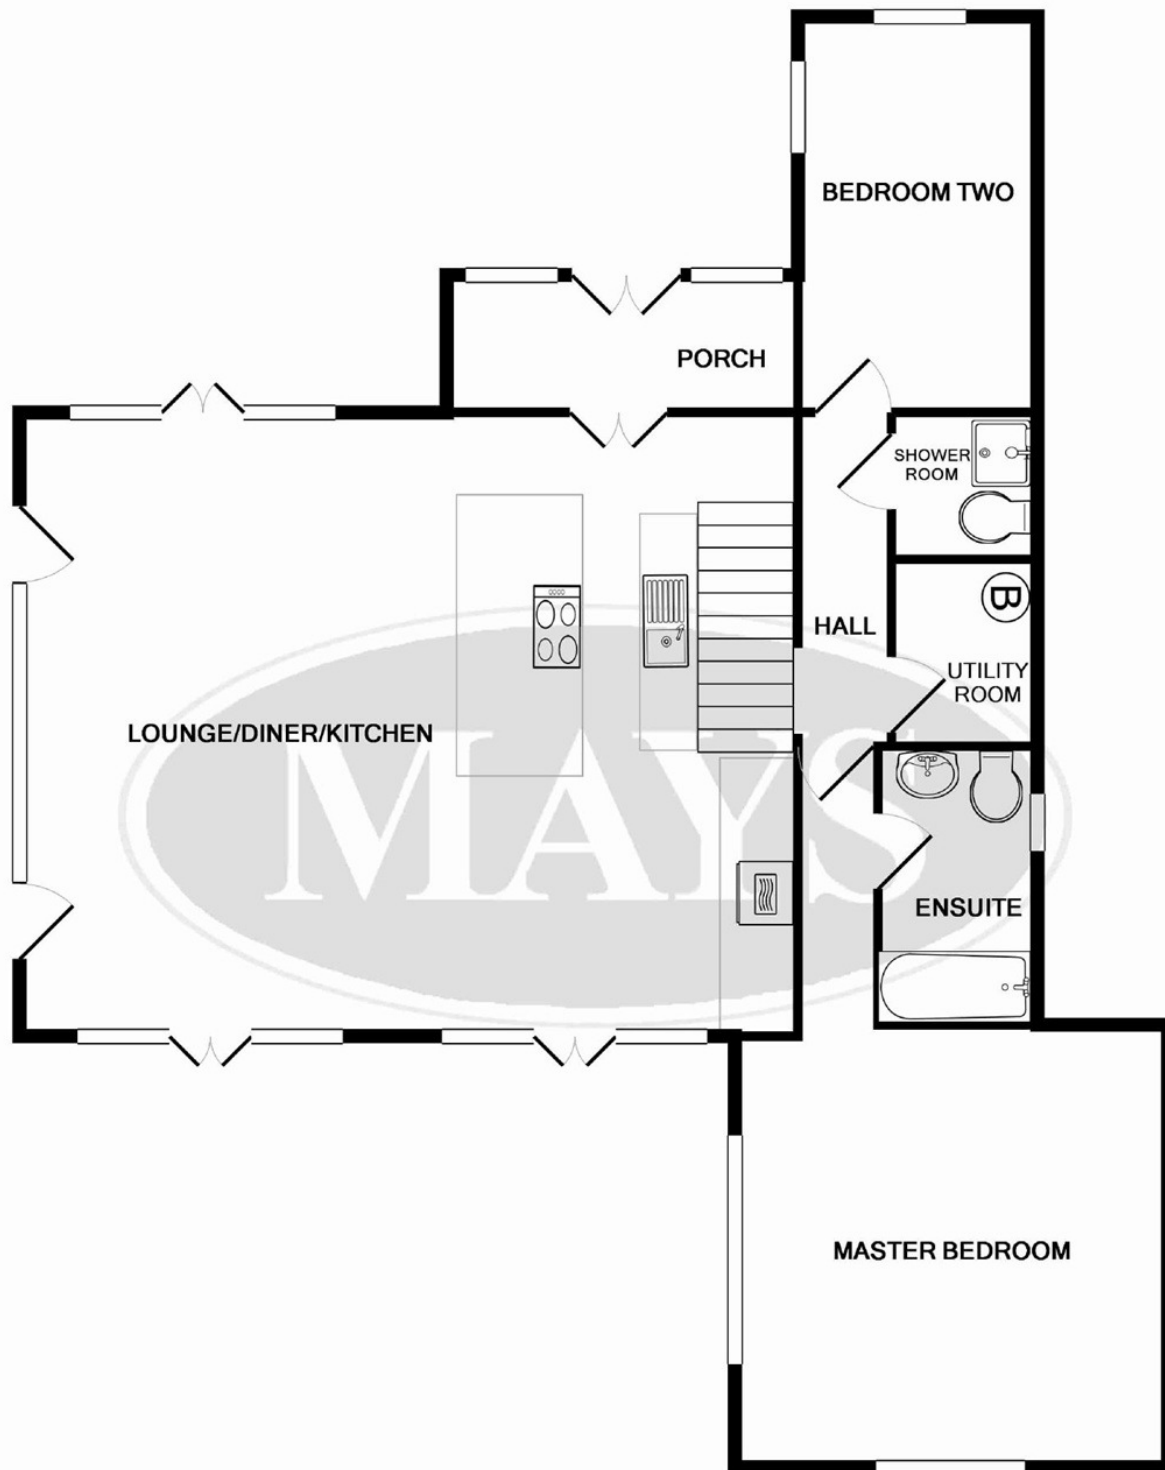 BEDROOM TWO
PORCH
SHOWER
ROOM
B
HALL
UTILITY
ROOM
LOUNGE/DINER/KITCHEN
MAYS
ENSUITE
MASTER BEDROOM